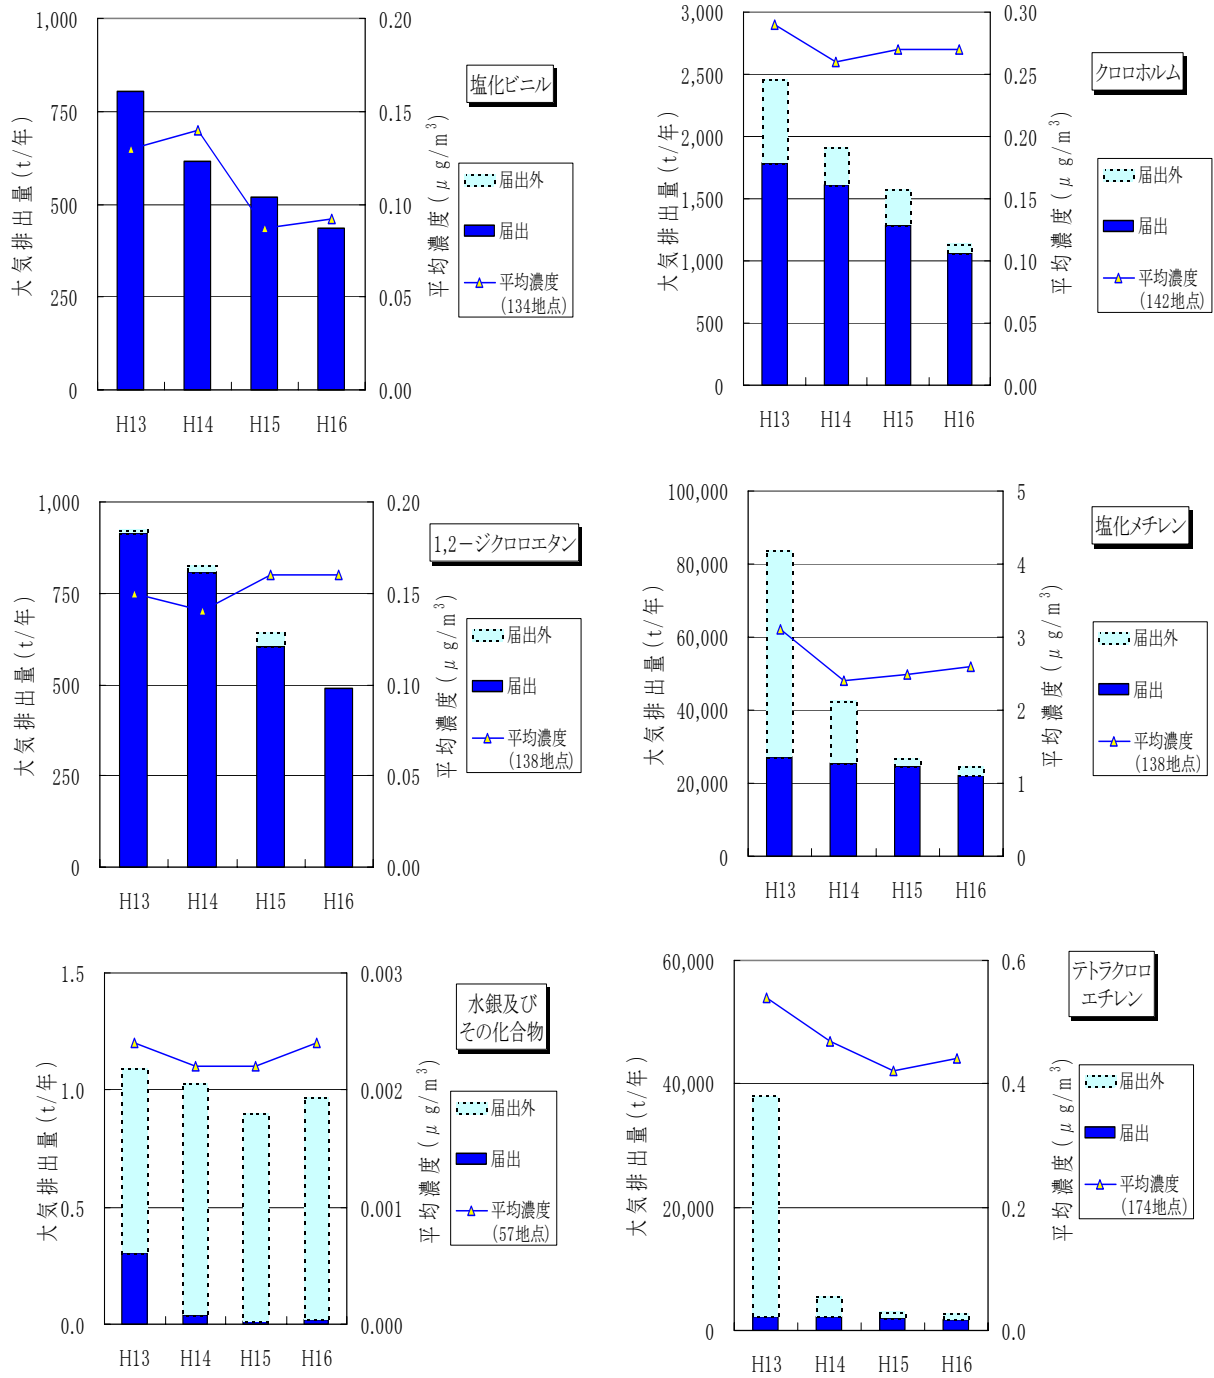 塩化ビニル
大気排出量(t/年)
1,000
750
500
250
0
0.20
0.15
0.10
0.05
0.00
平均濃度(μg/m³)
H13 H14 H15 H16
届出外
届出
平均濃度
(134地点)
クロロホルム
大気排出量(t/年)
3,000
2,500
2,000
1,500
1,000
500
0
0.30
0.25
0.20
0.15
0.10
0.05
0.00
平均濃度(μg/m³)
H13 H14 H15 H16
届出外
届出
平均濃度
(142地点)
1,2-ジクロロエタン
大気排出量(t/年)
1,000
750
500
250
0
0.20
0.15
0.10
0.05
0.00
平均濃度(μg/m³)
H13 H14 H15 H16
届出外
届出
平均濃度
(138地点)
塩化メチレン
大気排出量(t/年)
100,000
80,000
60,000
40,000
20,000
0
5
4
3
2
1
0
平均濃度(μg/m³)
H13 H14 H15 H16
届出外
届出
平均濃度
(138地点)
水銀及び
その化合物
大気排出量(t/年)
1.5
1.0
0.5
0.0
0.003
0.002
0.001
0.000
平均濃度(μg/m³)
H13 H14 H15 H16
届出外
届出
平均濃度
(57地点)
テトラクロロ
エチレン
大気排出量(t/年)
60,000
40,000
20,000
0
0.6
0.4
0.2
0.0
平均濃度(μg/m³)
H13 H14 H15 H16
届出外
届出
平均濃度
(174地点)